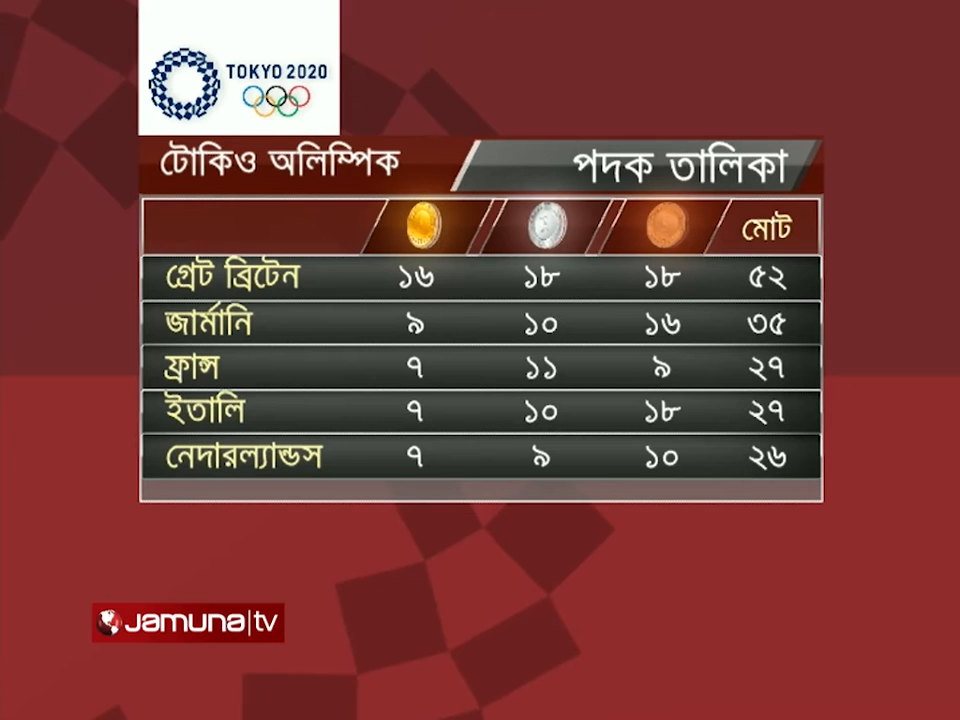 TOKYO 2020
টোকিও অলিম্পিক পদক তালিকা
মোট
গ্রেট ব্রিটেন ১৬ ১৮ ১৮ ৫২
জার্মানি ৯ ১০ ১৬ ৩৫
ফ্রান্স ৭ ১১ ৯ ২৭
ইতালি ৭ ১০ ১৮ ২৭
নেদারল্যান্ডস ৭ ৯ ১০ ২৬
JAMUNA|tv